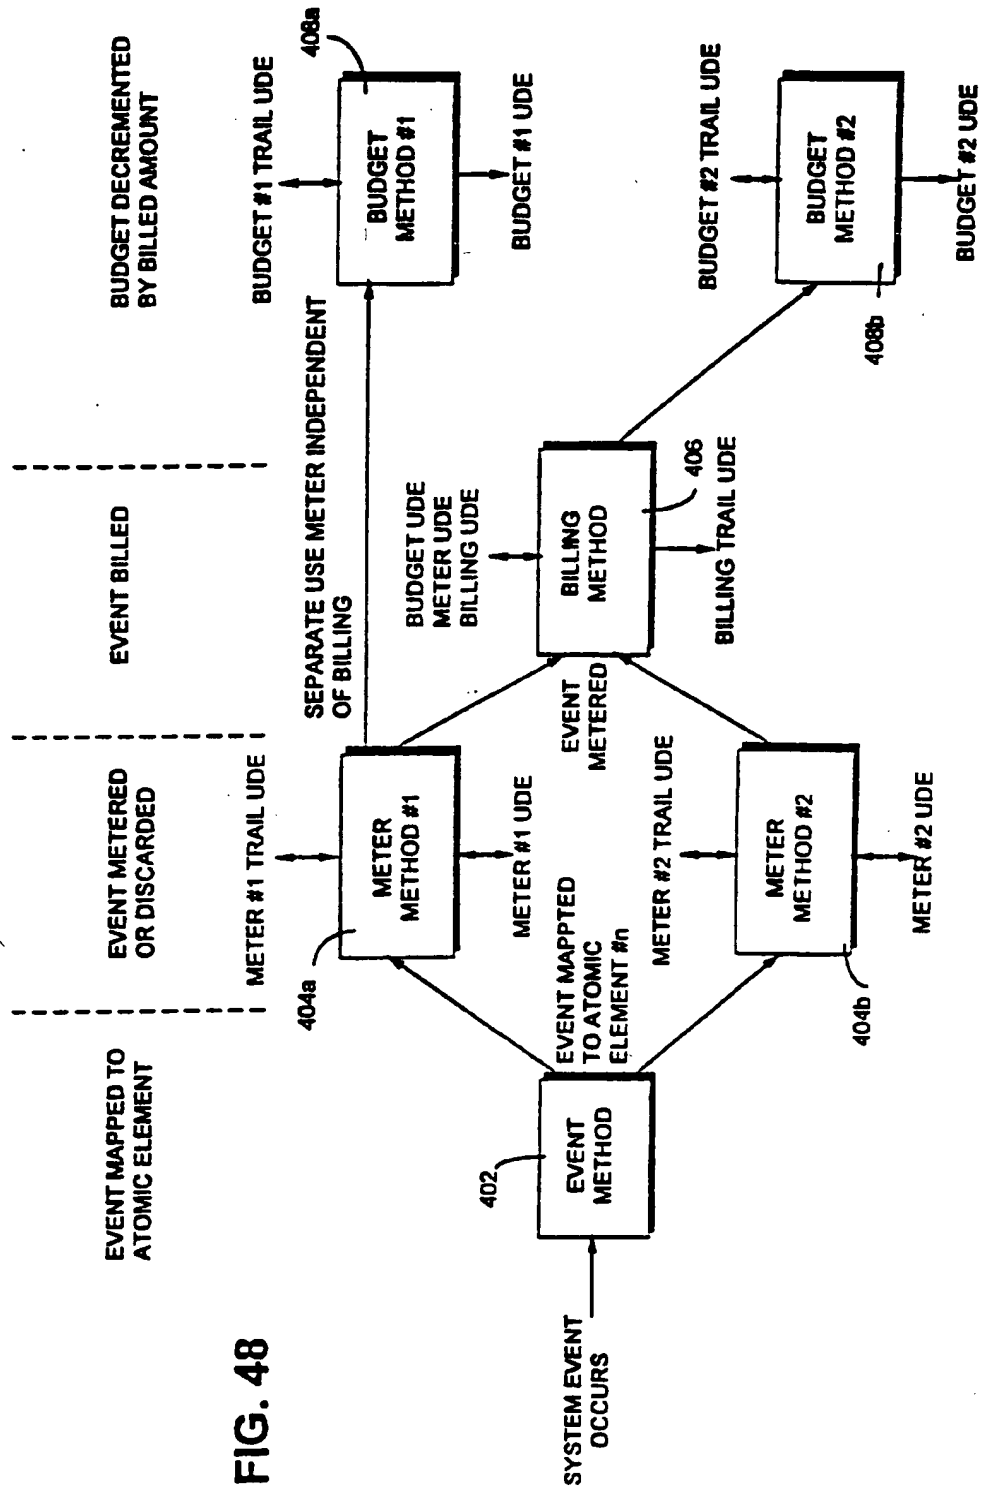 FIG. 48
EVENT MAPPED TO
ATOMIC ELEMENT
EVENT METERED
OR DISCARDED
EVENT BILLED
BUDGET DECREMENTED
BY BILLED AMOUNT
SYSTEM EVENT
OCCURS
402
EVENT
METHOD
EVENT MAPPTED
TO ATOMIC
ELEMENT #n
METER #1 TRAIL UDE
404a
METER
METHOD #1
METER #1 UDE
METER #2 TRAIL UDE
404b
METER
METHOD #2
METER #2 UDE
SEPARATE USE METER INDEPENDENT
OF BILLING
EVENT
METERED
BUDGET UDE
METER UDE
BILLING UDE
BILLING
METHOD
406
BILLING TRAIL UDE
BUDGET #1 TRAIL UDE
408a
BUDGET
METHOD #1
BUDGET #1 UDE
BUDGET #2 TRAIL UDE
BUDGET
METHOD #2
408b
BUDGET #2 UDE